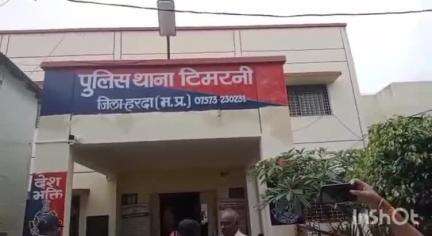 पुलिस थाना टिमरनी
जिला-हरदा (म.प्र.) 07573-230231
देश
भक्ति
InShOt